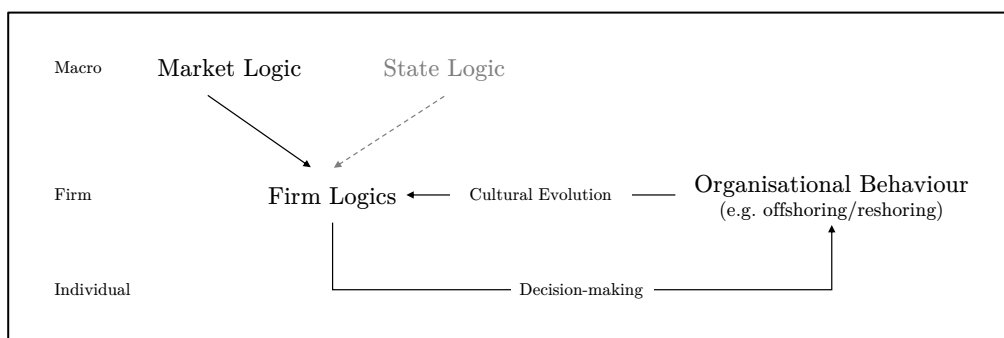 Macro
Market Logic
State Logic
Firm
Firm Logics
Cultural Evolution
Organisational Behaviour
(e.g. offshoring/reshoring)
Individual
Decision-making